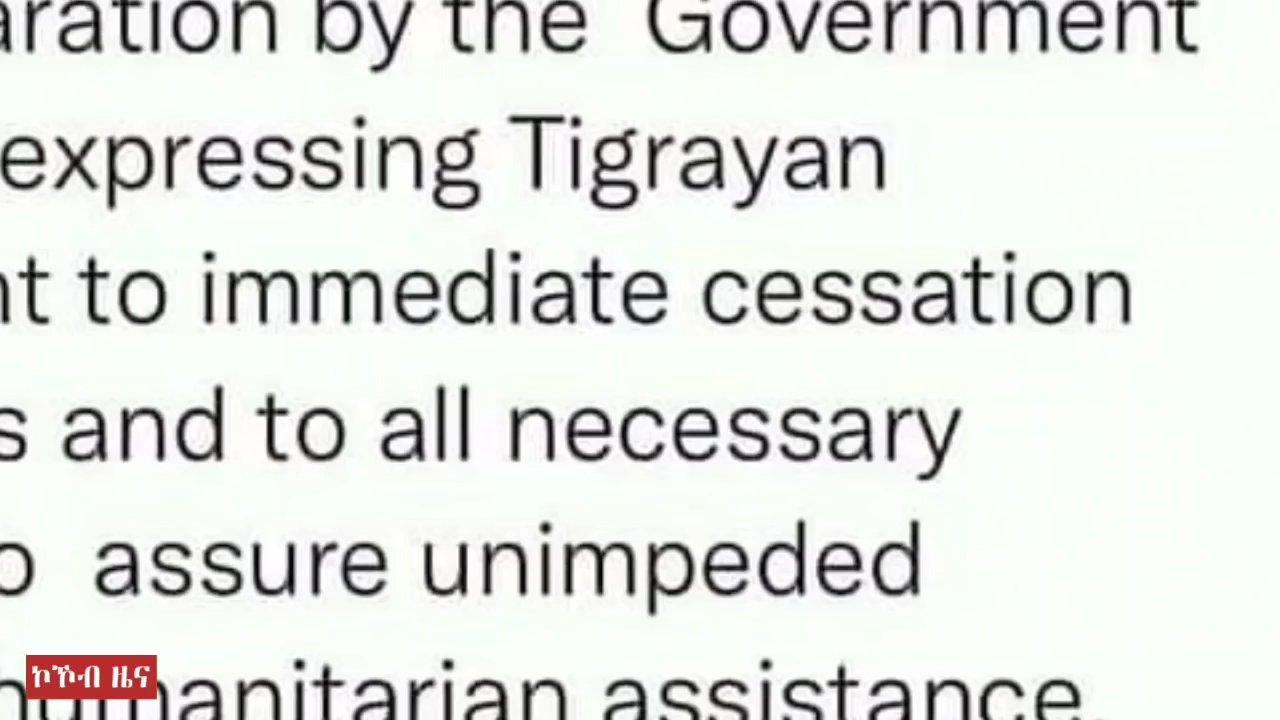 aration by the Government
expressing Tigrayan
nt to immediate cessation
s and to all necessary
o assure unimpeded
humanitarian assistance.
ኮኾብ ዜና